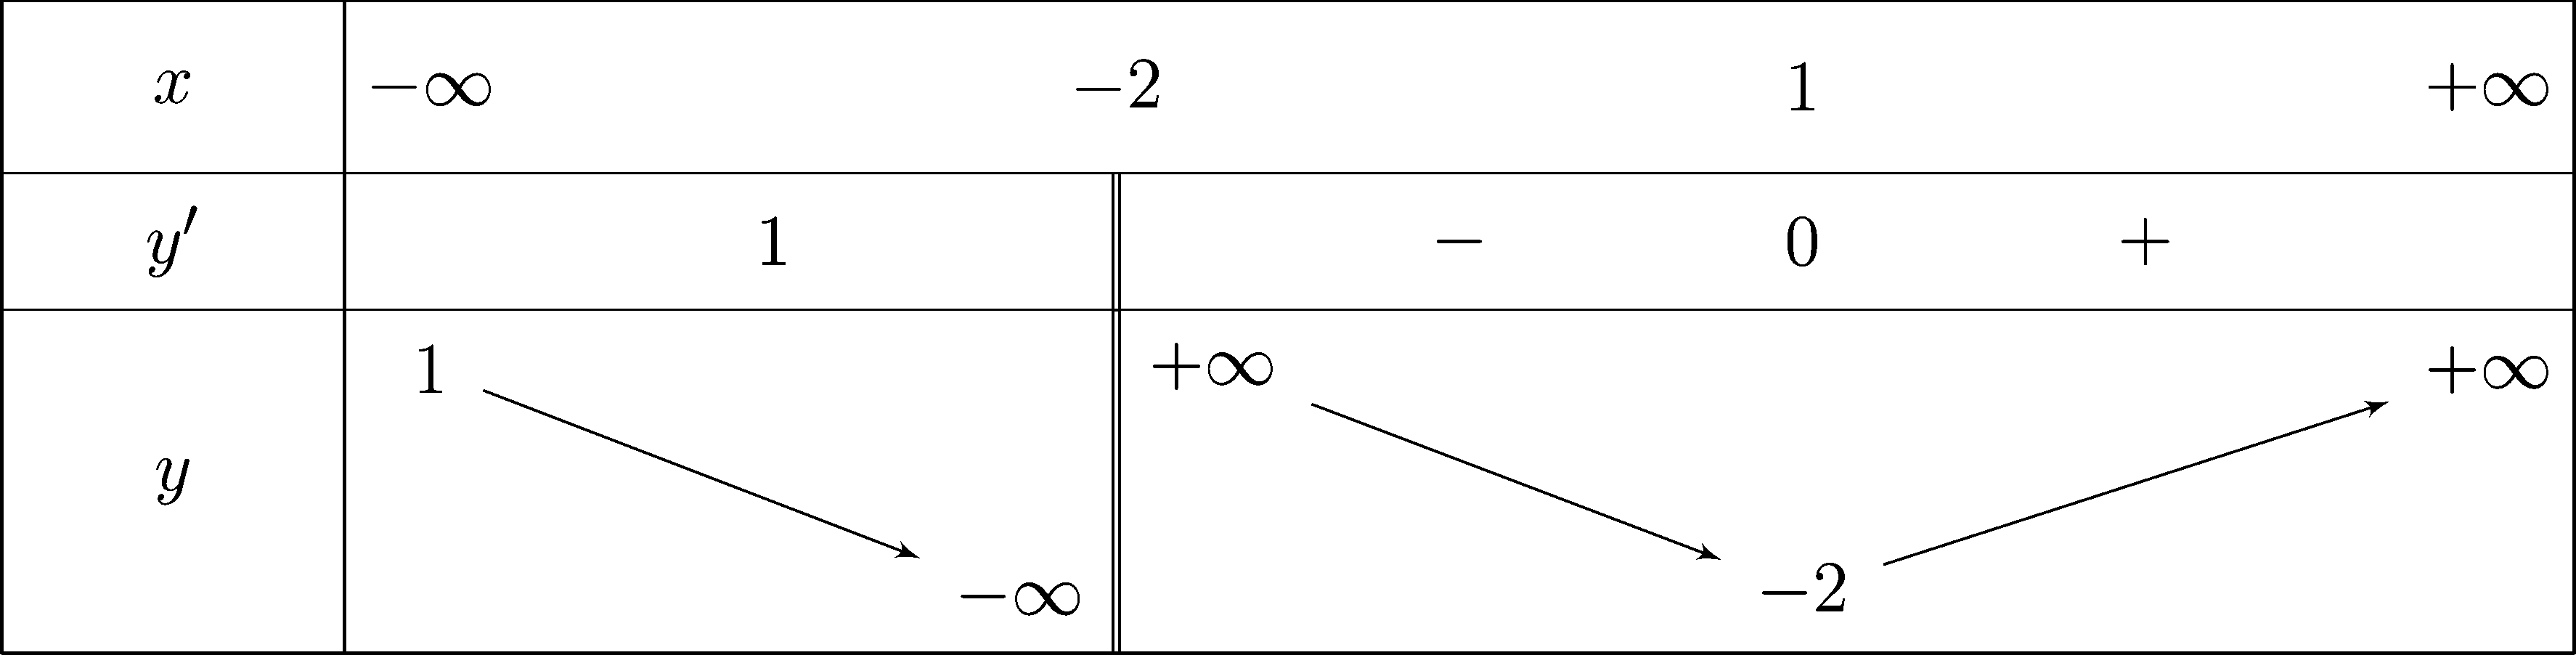 x −∞ −2 1 +∞
y′ 1 − 0 +
1 +∞ +∞
y
−∞ −2